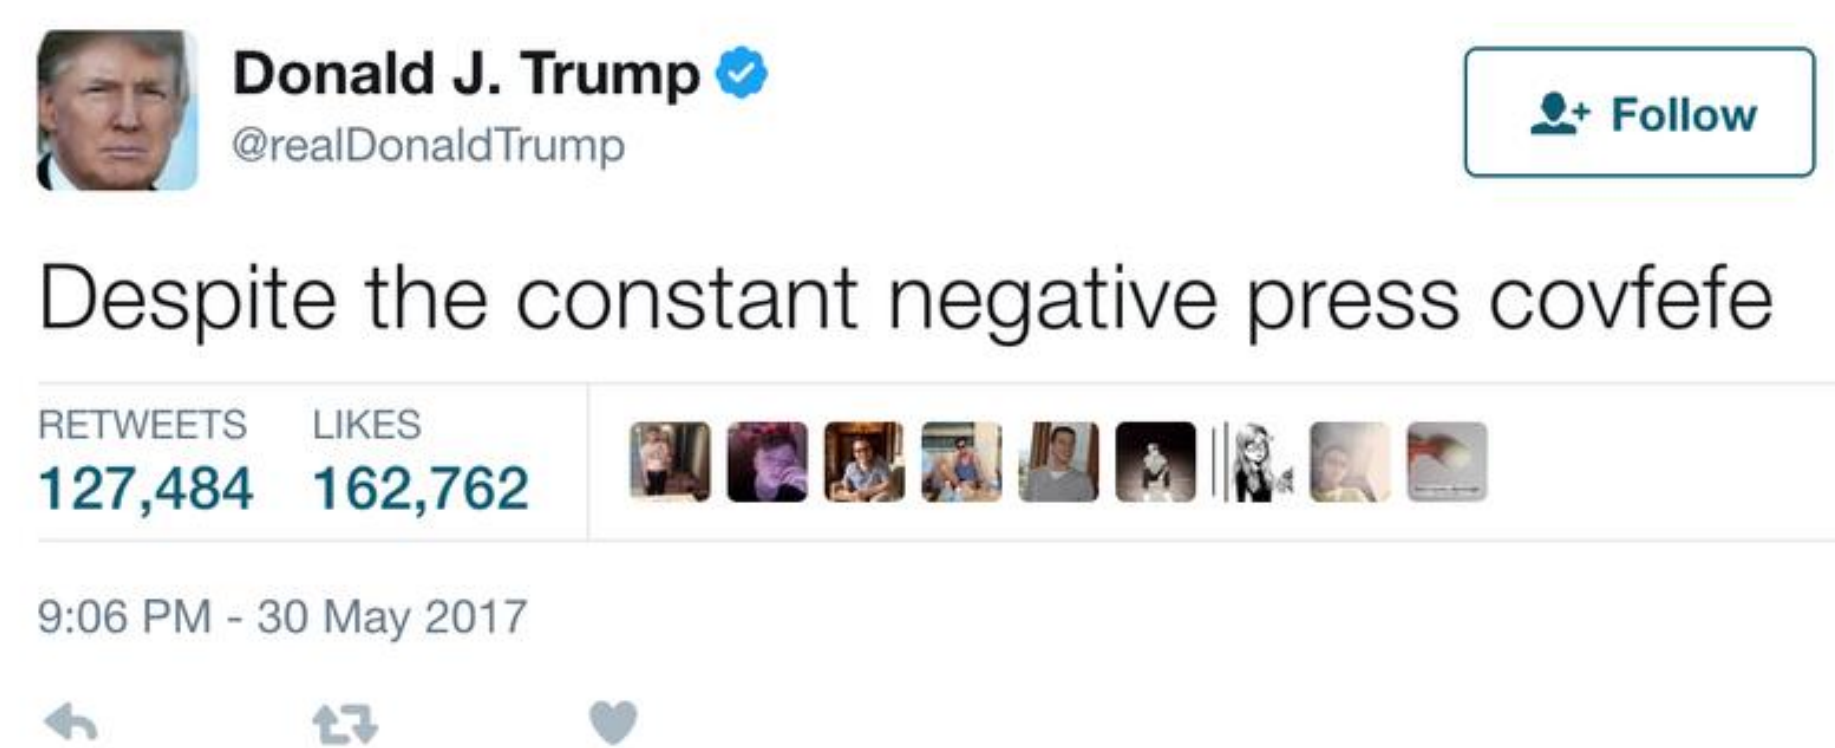 Donald J. Trump
@realDonaldTrump
Follow
Despite the constant negative press covfefe
RETWEETS LIKES
127,484 162,762
9:06 PM - 30 May 2017